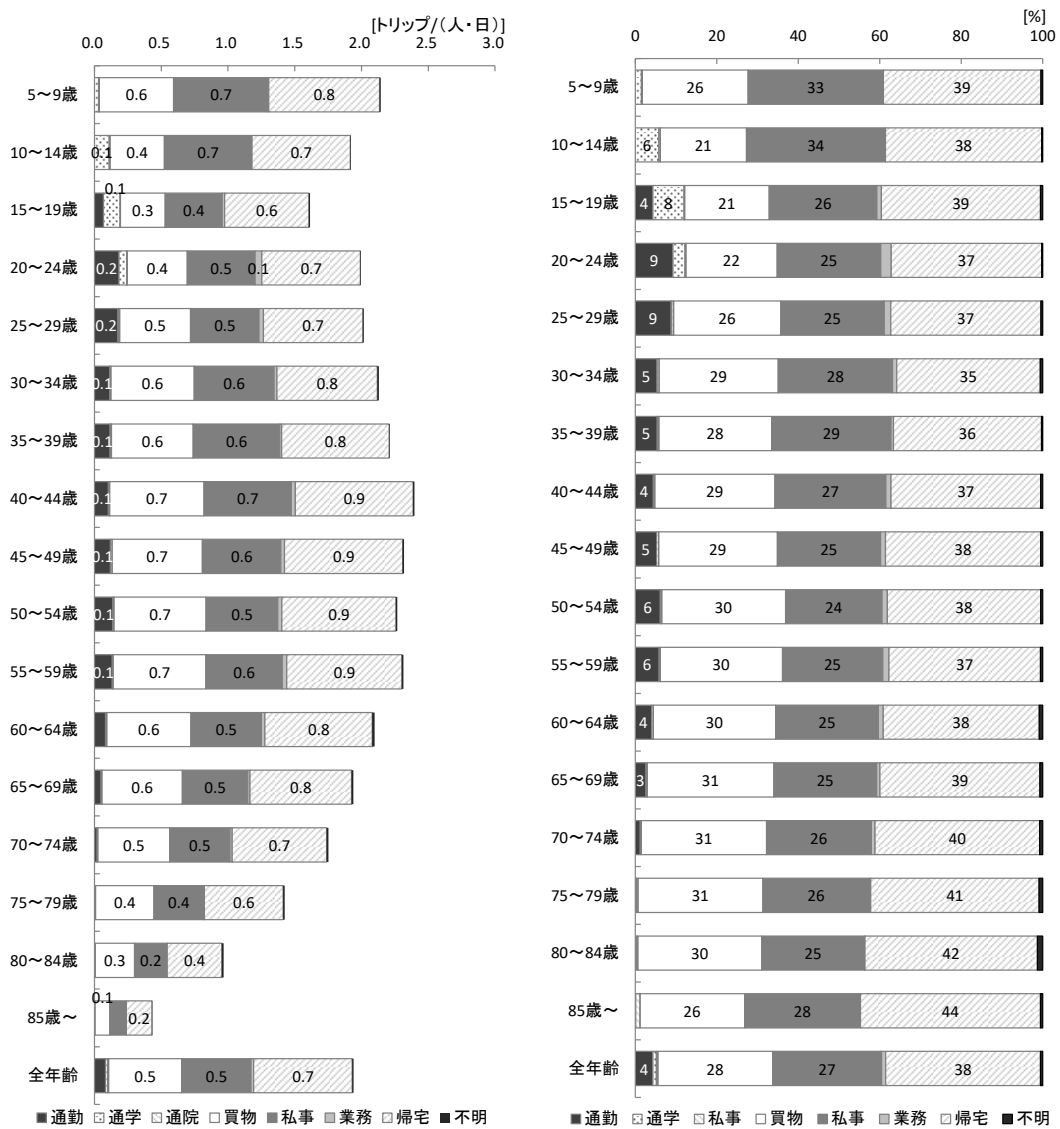 [トリップ/(人・日)]
0.0 0.5 1.0 1.5 2.0 2.5 3.0
5～9歳 0.6 0.7 0.8
10～14歳 0.1 0.4 0.7 0.7
15～19歳 0.1 0.3 0.4 0.6
20～24歳 0.2 0.4 0.5 0.1 0.7
25～29歳 0.2 0.5 0.5 0.7
30～34歳 0.1 0.6 0.6 0.8
35～39歳 0.1 0.6 0.6 0.8
40～44歳 0.1 0.7 0.7 0.9
45～49歳 0.1 0.7 0.6 0.9
50～54歳 0.1 0.7 0.5 0.9
55～59歳 0.1 0.7 0.6 0.9
60～64歳 0.6 0.5 0.8
65～69歳 0.6 0.5 0.8
70～74歳 0.5 0.5 0.7
75～79歳 0.4 0.4 0.6
80～84歳 0.3 0.2 0.4
85歳～ 0.1 0.2
全年齢 0.5 0.5 0.7
通勤 通学 通院 買物 私事 業務 帰宅 不明
[%]
0 20 40 60 80 100
5～9歳 26 33 39
10～14歳 6 21 34 38
15～19歳 4 8 21 26 39
20～24歳 9 22 25 37
25～29歳 9 26 25 37
30～34歳 5 29 28 35
35～39歳 5 28 29 36
40～44歳 4 29 27 37
45～49歳 5 29 25 38
50～54歳 6 30 24 38
55～59歳 6 30 25 37
60～64歳 4 30 25 38
65～69歳 3 31 25 39
70～74歳 31 26 40
75～79歳 31 26 41
80～84歳 30 25 42
85歳～ 26 28 44
全年齢 4 28 27 38
通勤 通学 私事 買物 私事 業務 帰宅 不明